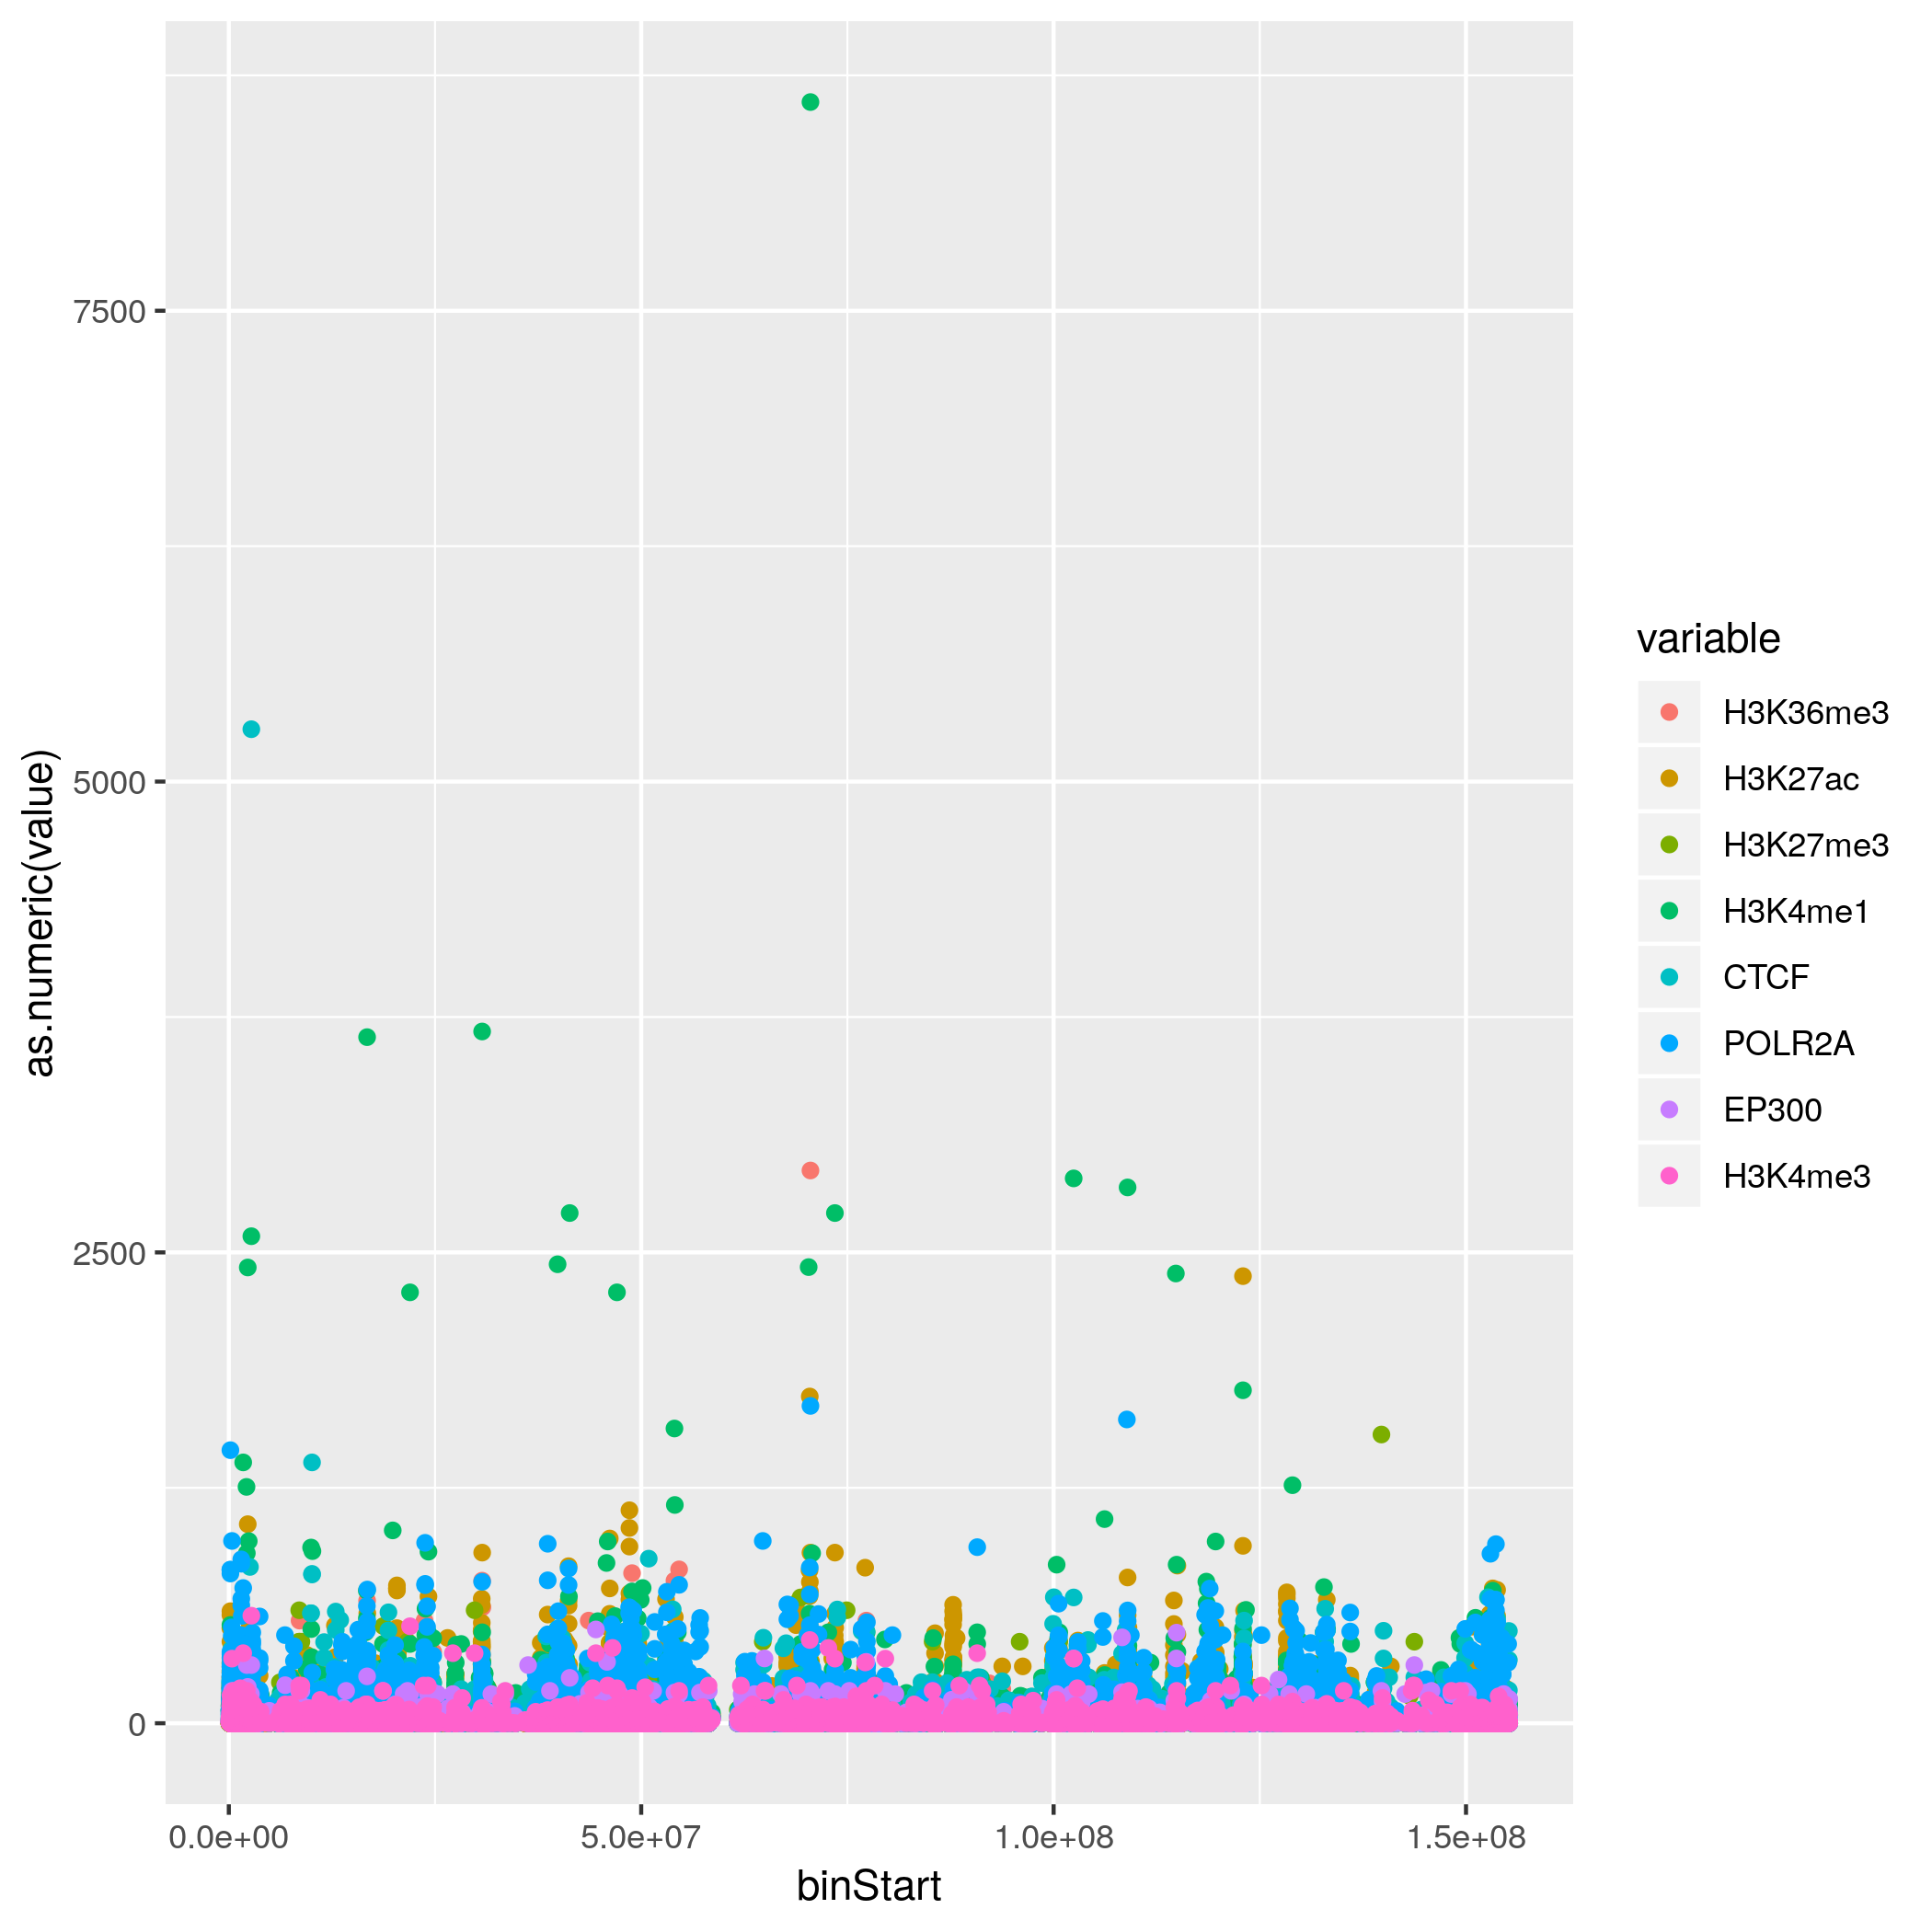 7500
5000
2500
0
as.numeric(value)
0.0e+00
5.0e+07
1.0e+08
1.5e+08
binStart
variable
H3K36me3
H3K27ac
H3K27me3
H3K4me1
CTCF
POLR2A
EP300
H3K4me3